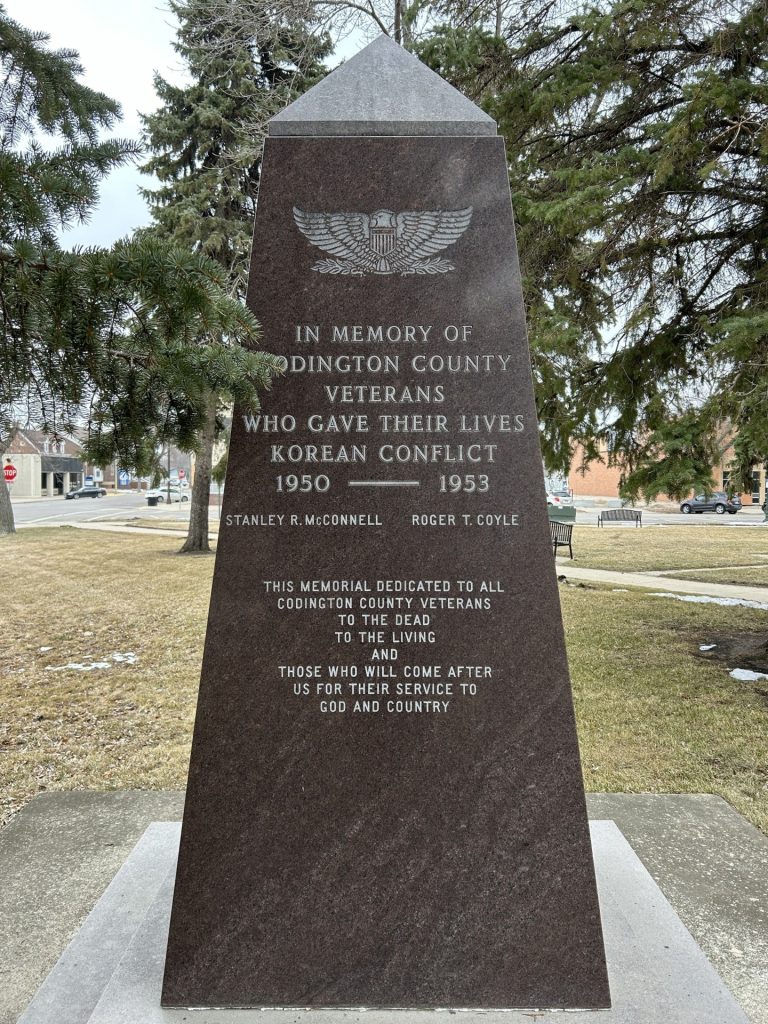 IN MEMORY OF
CODINGTON COUNTY
VETERANS
WHO GAVE THEIR LIVES
KOREAN CONFLICT
1950 —— 1953
STANLEY R. McCONNELL ROGER T. COYLE
THIS MEMORIAL DEDICATED TO ALL
CODINGTON COUNTY VETERANS
TO THE DEAD
TO THE LIVING
AND
THOSE WHO WILL COME AFTER
US FOR THEIR SERVICE TO
GOD AND COUNTRY
STOP